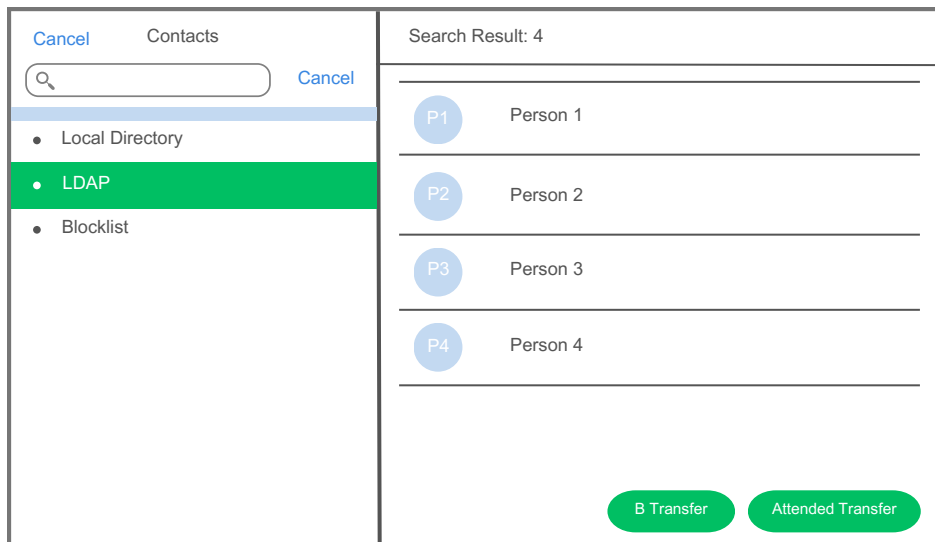 Cancel Contacts
Cancel
Local Directory
LDAP
Blocklist
Search Result: 4
P1 Person 1
P2 Person 2
P3 Person 3
P4 Person 4
B Transfer Attended Transfer